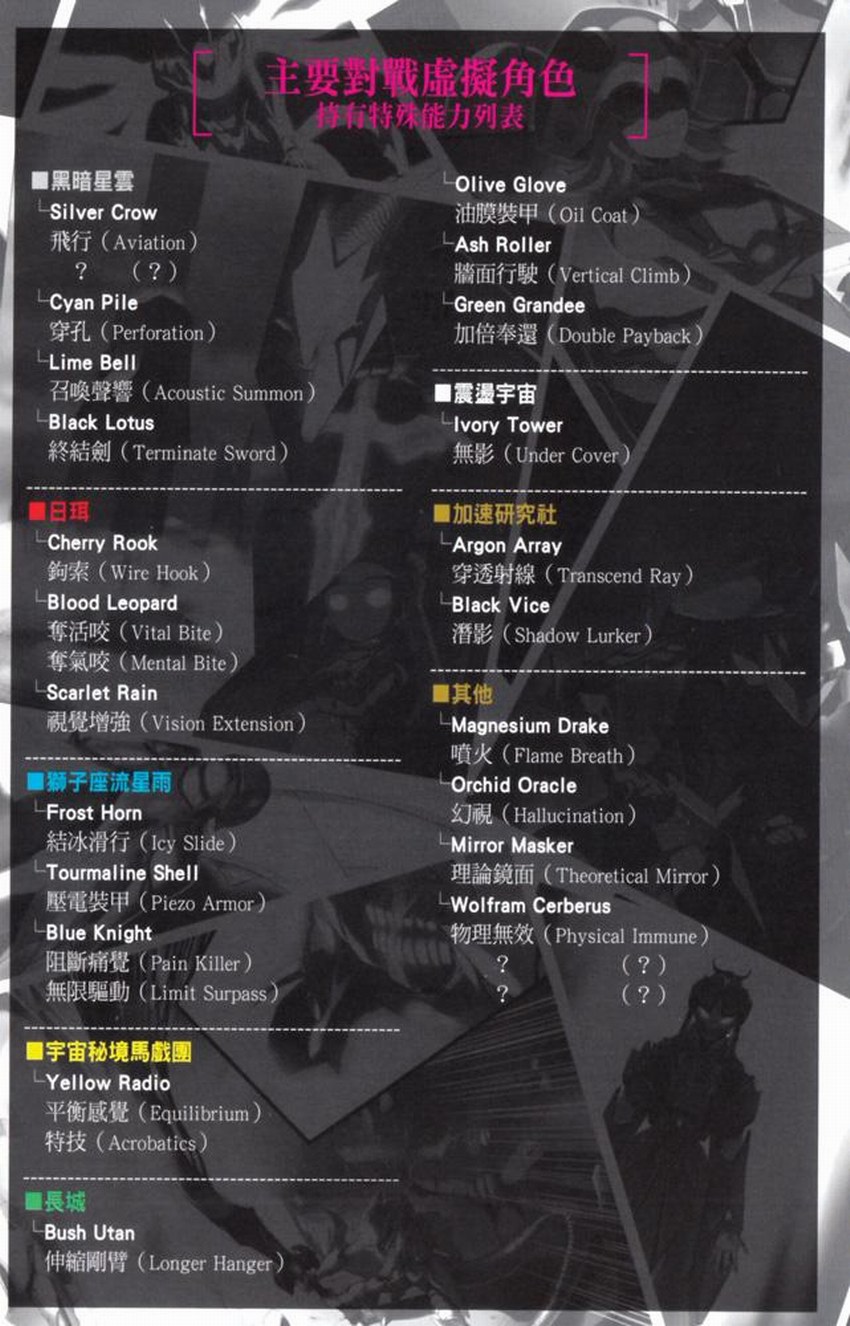 主要對戰虛擬角色
持有特殊能力列表
■黑暗星雲
└Silver Crow
飛行（Aviation）
？ （？）
└Cyan Pile
穿孔（Perforation）
└Lime Bell
召喚聲響（Acoustic Summon）
└Black Lotus
終結劍（Terminate Sword）
■日珥
└Cherry Rook
鉤索（Wire Hook）
└Blood Leopard
奪活咬（Vital Bite）
奪氣咬（Mental Bite）
└Scarlet Rain
視覺增強（Vision Extension）
■獅子座流星雨
└Frost Horn
結冰滑行（Icy Slide）
└Tourmaline Shell
壓電裝甲（Piezo Armor）
└Blue Knight
阻斷痛覺（Pain Killer）
無限驅動（Limit Surpass）
■宇宙秘境馬戲團
└Yellow Radio
平衡感覺（Equilibrium）
特技（Acrobatics）
■長城
└Bush Utan
伸縮剛臂（Longer Hanger）
└Olive Glove
油膜裝甲（Oil Coat）
└Ash Roller
牆面行駛（Vertical Climb）
└Green Grandee
加倍奉還（Double Payback）
■震盪宇宙
└Ivory Tower
無影（Under Cover）
■加速研究社
└Argon Array
穿透射線（Transcend Ray）
└Black Vice
潛影（Shadow Lurker）
■其他
└Magnesium Drake
噴火（Flame Breath）
└Orchid Oracle
幻視（Hallucination）
└Mirror Masker
理論鏡面（Theoretical Mirror）
└Wolfram Cerberus
物理無效（Physical Immune）
？ （？）
？ （？）